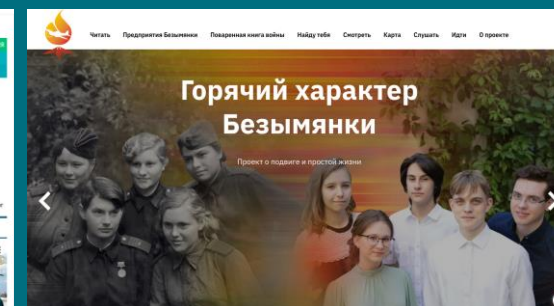 Читать Предприятия Безымянки Поваренная книга войны Найду тебя Смотреть Карта Слушать Идти О проекте
Горячий характер
Безымянки
Проект о подвиге и простой жизни